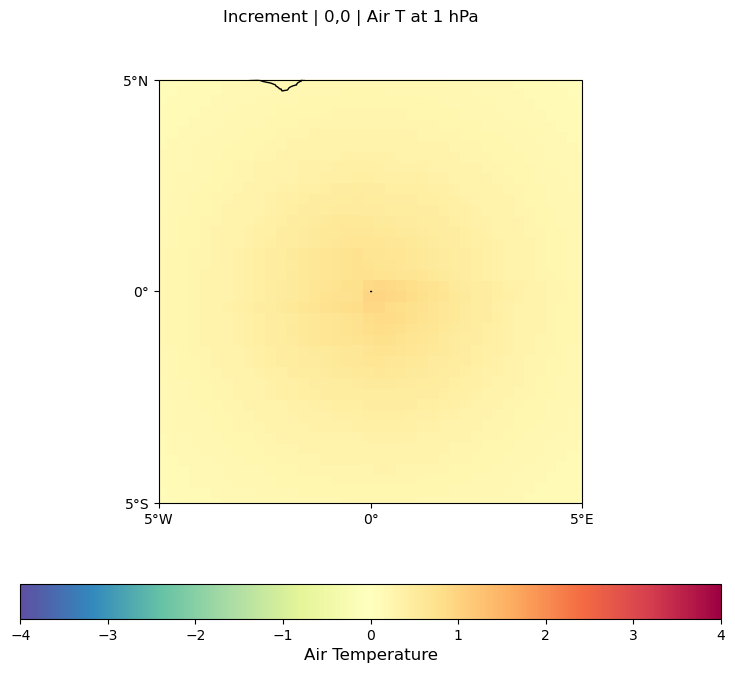 Increment | 0,0 | Air T at 1 hPa
5°N
0°
5°S
5°W 0° 5°E
−4 −3 −2 −1 0 1 2 3 4
Air Temperature